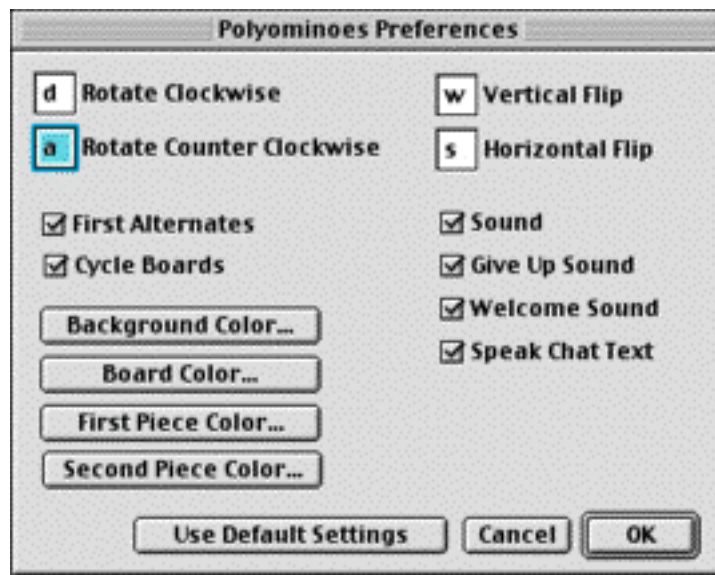 Polyominoes Preferences
d Rotate Clockwise
w Vertical Flip
a Rotate Counter Clockwise
s Horizontal Flip
First Alternates
Sound
Cycle Boards
Give Up Sound
Welcome Sound
Background Color...
Speak Chat Text
Board Color...
First Piece Color...
Second Piece Color...
Use Default Settings
Cancel
OK